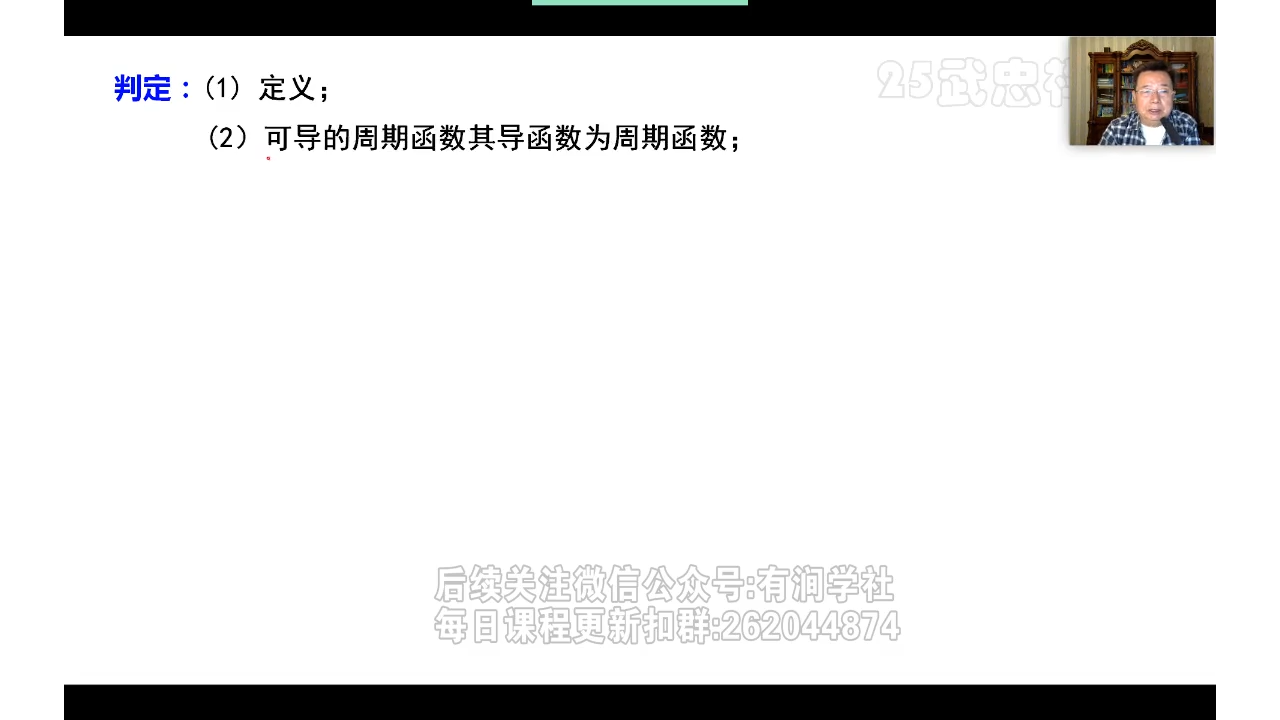 判定：(1) 定义；
(2) 可导的周期函数其导函数为周期函数；
25武忠
后续关注微信公众号:有涧学社
每日课程更新扣群:262044874